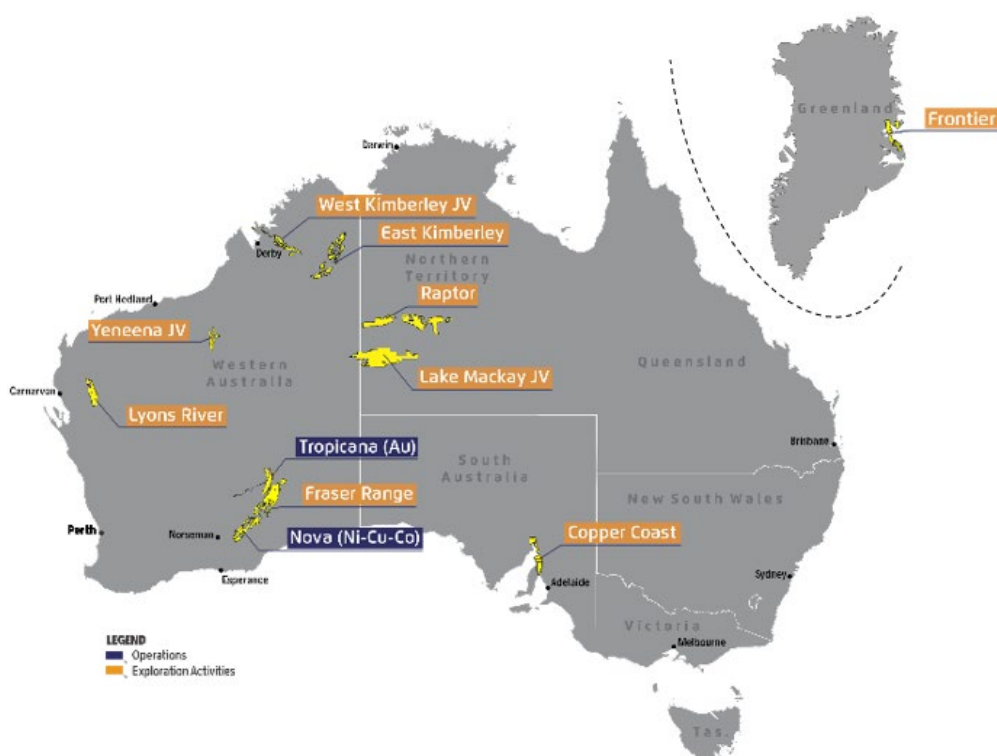 Greenland
Frontier
Darwin
West Kimberley JV
East Kimberley
Derby
Northern
Territory
Raptor
Port Hedland
Yeneena JV
Western
Australia
Queensland
Lake Mackay JV
Carnarvon
Lyons River
Tropicana (Au)
Brisbane
South
Australia
Fraser Range
New South Wales
Perth
Norseman
Nova (Ni-Cu-Co)
Copper Coast
Esperance
Adelaide
Sydney
Victoria
Melbourne
LEGEND
Operations
Exploration Activities
Tas.